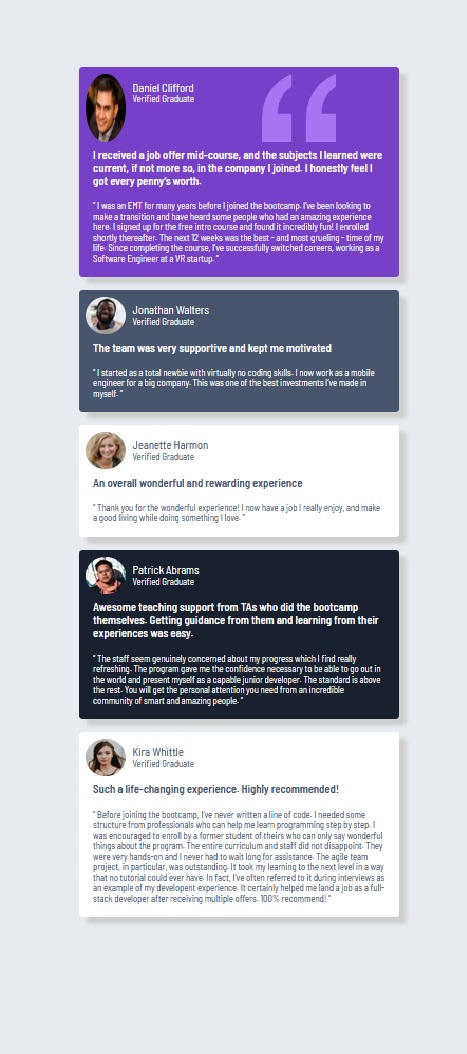 Daniel Clifford
Verified Graduate
I received a job offer mid-course, and the subjects I learned were
current, if not more so, in the company I joined. I honestly feel I
got every penny's worth.
" I was an EMT for many years before I joined the bootcamp. I've been looking to
make a transition and have heard some people who had an amazing experience
here. I signed up for the free intro course and found it incredibly fun! I enrolled
shortly thereafter. The next 12 weeks was the best – and most grueling – time of my
life. Since completing the course, I've successfully switched careers, working as a
Software Engineer at a VR startup. "
Jonathan Walters
Verified Graduate
The team was very supportive and kept me motivated
" I started as a total newbie with virtually no coding skills. I now work as a mobile
engineer for a big company. This was one of the best investments I've made in
myself. "
Jeanette Harmon
Verified Graduate
An overall wonderful and rewarding experience
" Thank you for the wonderful experience! I now have a job I really enjoy, and make
a good living while doing something I love. "
Patrick Abrams
Verified Graduate
Awesome teaching support from TAs who did the bootcamp
themselves. Getting guidance from them and learning from their
experiences was easy.
" The staff seem genuinely concerned about my progress which I find really
refreshing. The program gave me the confidence necessary to be able to go out in
the world and present myself as a capable junior developer. The standard is above
the rest. You will get the personal attention you need from an incredible
community of smart and amazing people. "
Kira Whittle
Verified Graduate
Such a life-changing experience. Highly recommended!
" Before joining the bootcamp, I've never written a line of code. I needed some
structure from professionals who can help me learn programming step by step. I
was encouraged to enroll by a former student of theirs who can only say wonderful
things about the program. The entire curriculum and staff did not disappoint. They
were very hands-on and I never had to wait long for assistance. The agile team
project, in particular, was outstanding. It took my learning to the next level in a way
that no tutorial could ever have. In fact, I've often referred to it during interviews as
an example of my developent experience. It certainly helped me land a job as a full-
stack developer after receiving multiple offers. 100% recommend! "